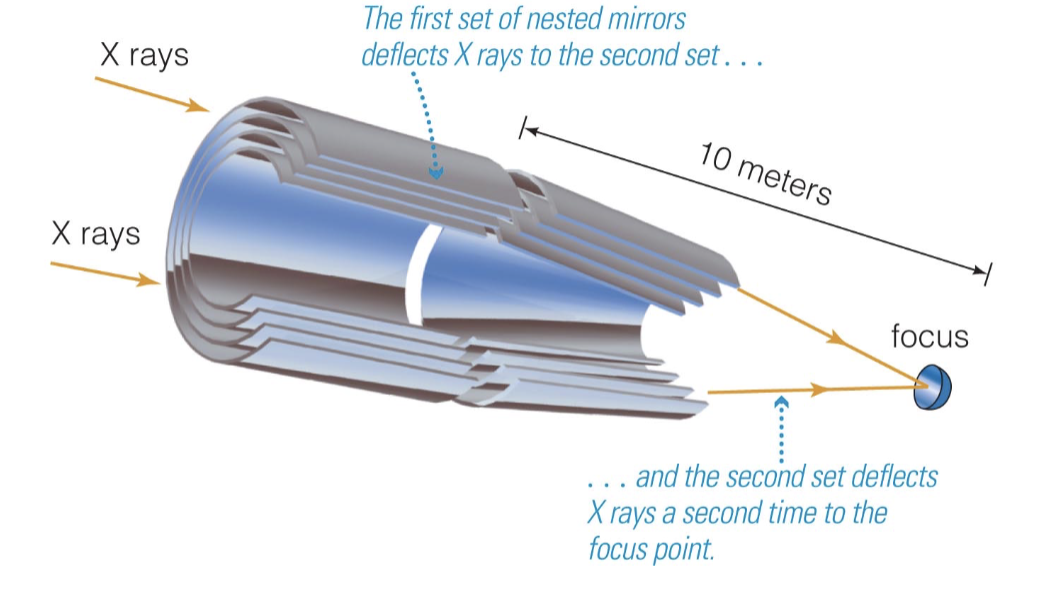 The first set of nested mirrors
deflects X rays to the second set . . .
X rays
10 meters
X rays
focus
. . . and the second set deflects
X rays a second time to the
focus point.